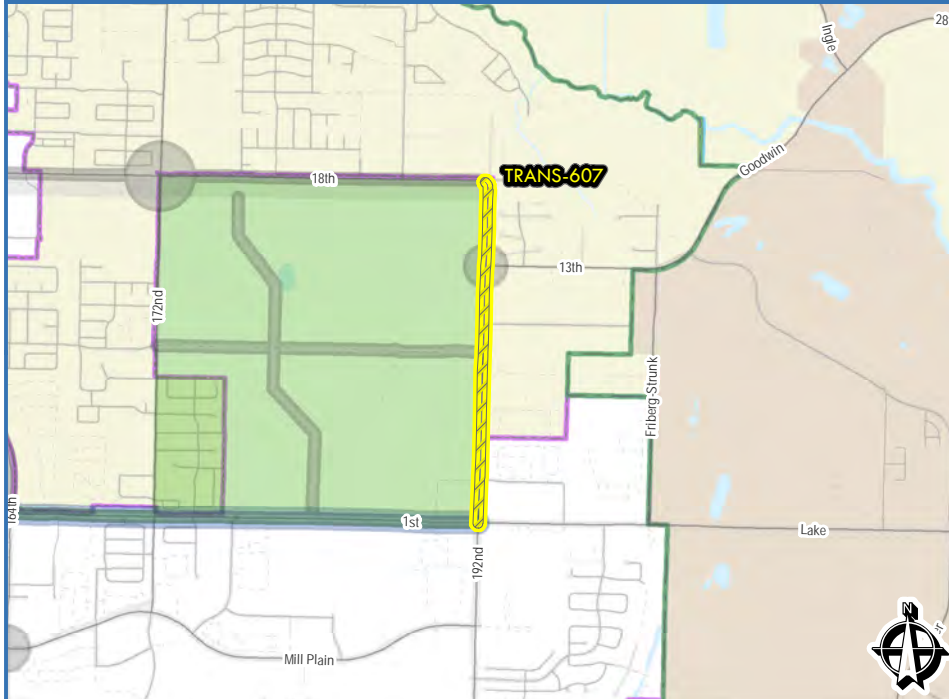 Ingle
28
Goodwin
18th
TRANS-607
13th
172nd
Friberg-Strunk
164th
1st
Lake
192nd
Mill Plain
N